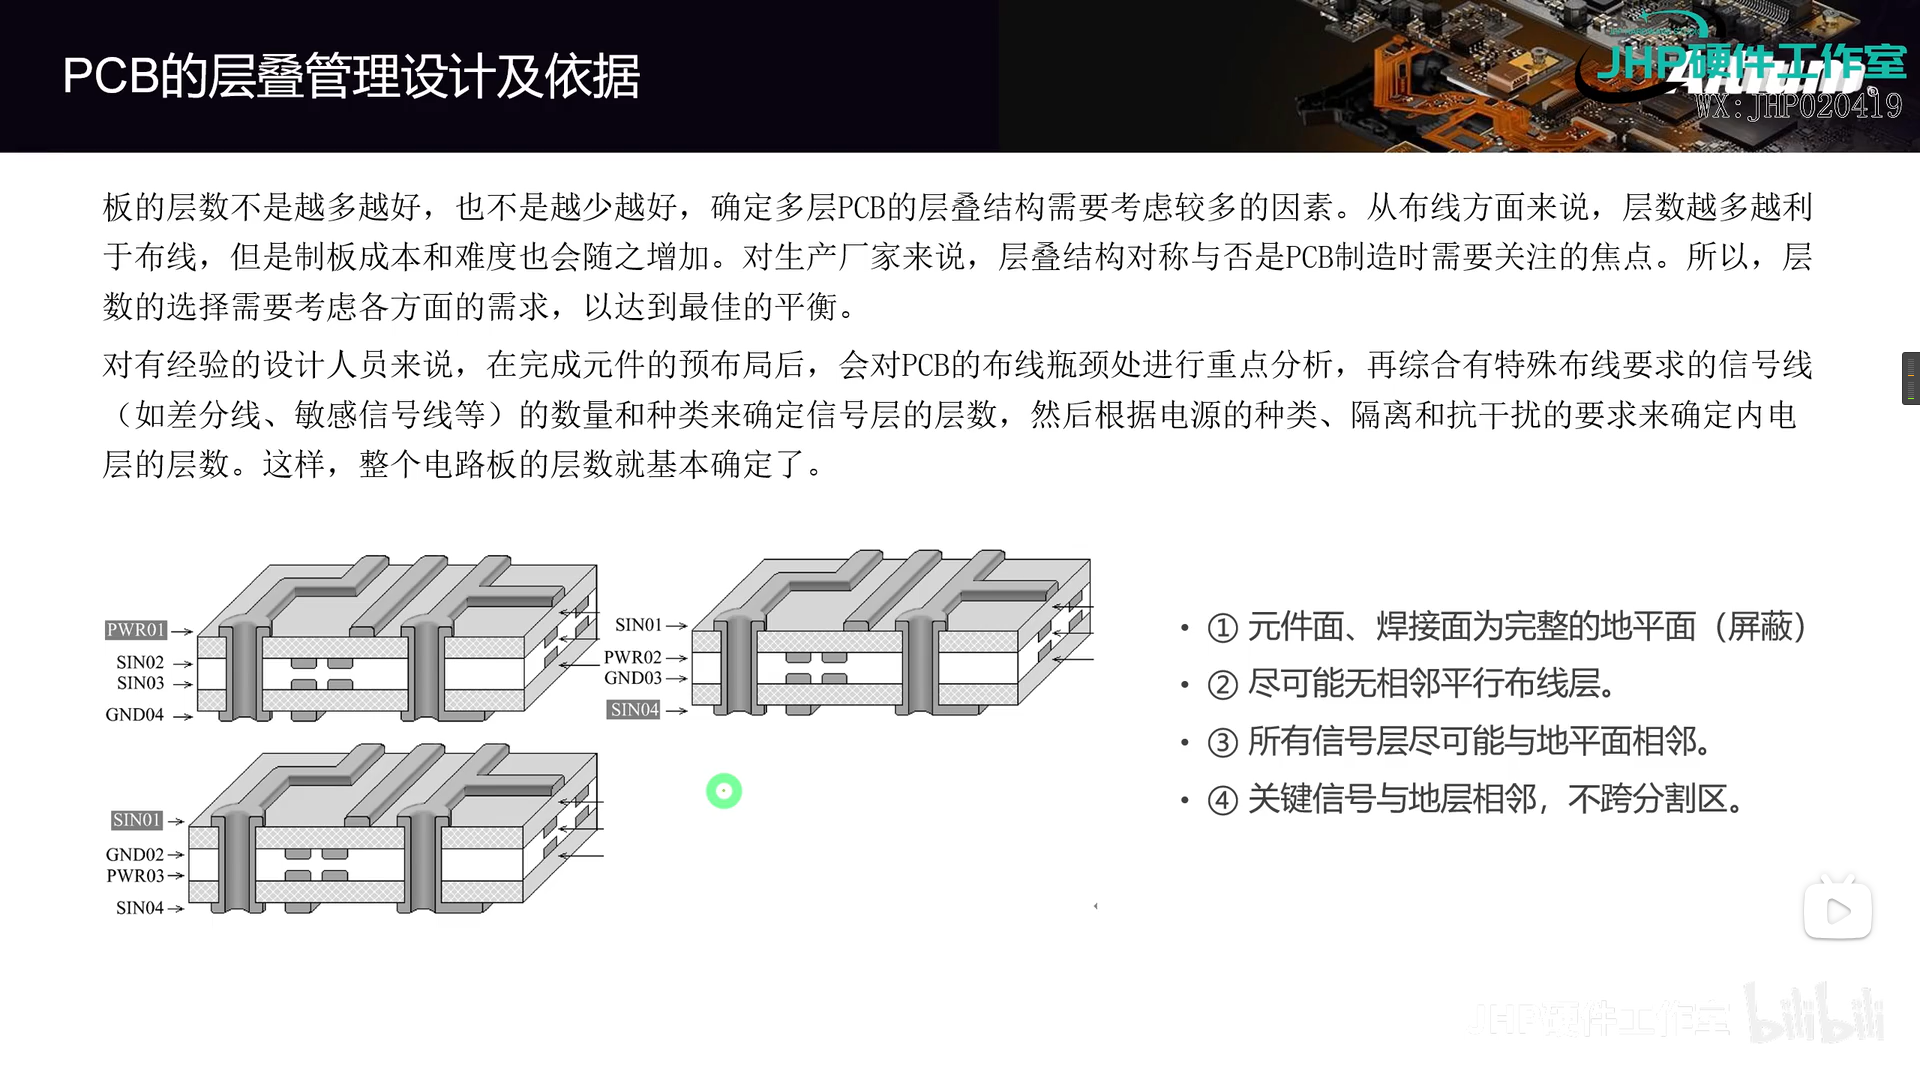 PCB的层叠管理设计及依据
JHP硬件工作室
WX:JHP020419
板的层数不是越多越好，也不是越少越好，确定多层PCB的层叠结构需要考虑较多的因素。从布线方面来说，层数越多越利
于布线，但是制板成本和难度也会随之增加。对生产厂家来说，层叠结构对称与否是PCB制造时需要关注的焦点。所以，层
数的选择需要考虑各方面的需求，以达到最佳的平衡。
对有经验的设计人员来说，在完成元件的预布局后，会对PCB的布线瓶颈处进行重点分析，再综合有特殊布线要求的信号线
（如差分线、敏感信号线等）的数量和种类来确定信号层的层数，然后根据电源的种类、隔离和抗干扰的要求来确定内电
层的层数。这样，整个电路板的层数就基本确定了。
PWR01
SIN02
SIN03
GND04
SIN01
PWR02
GND03
SIN04
SIN01
GND02
PWR03
SIN04
• ① 元件面、焊接面为完整的地平面（屏蔽）
• ② 尽可能无相邻平行布线层。
• ③ 所有信号层尽可能与地平面相邻。
• ④ 关键信号与地层相邻，不跨分割区。
JHP硬件工作室
bilibili